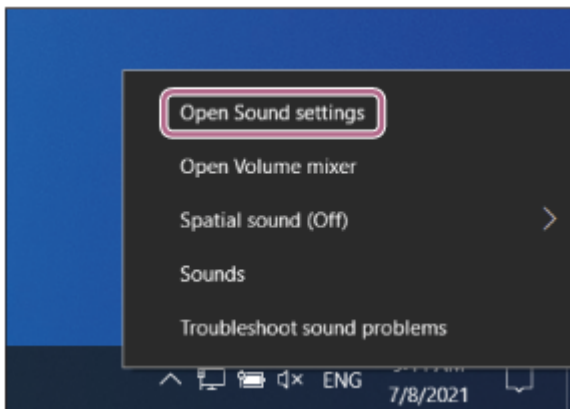 Open Sound settings
Open Volume mixer
Spatial sound (Off)
Sounds
Troubleshoot sound problems
ENG
7/8/2021